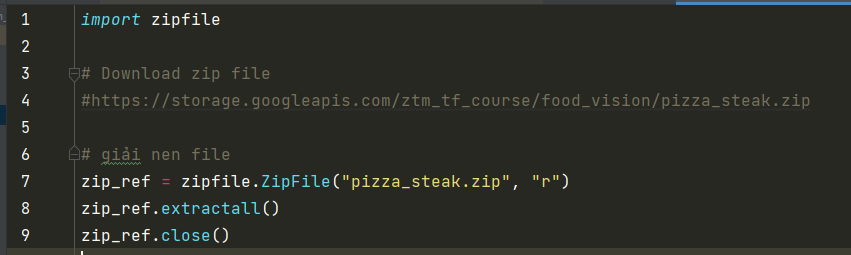 1 import zipfile
2
3 # Download zip file
4 #https://storage.googleapis.com/ztm_tf_course/food_vision/pizza_steak.zip
5
6 # giải nen file
7 zip_ref = zipfile.ZipFile("pizza_steak.zip", "r")
8 zip_ref.extractall()
9 zip_ref.close()